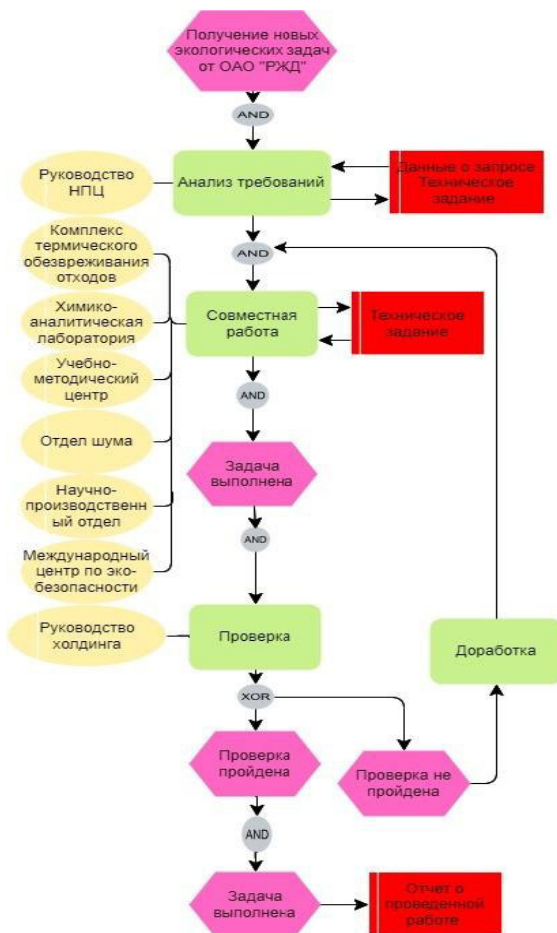 Получение новых
экологических задач
от ОАО "РЖД"
AND
Руководство
НПЦ
Анализ требований
Данные о запросе
Техническое
задание
Комплекс
термического
обезвреживания
отходов
AND
Химико-
аналитическая
лаборатория
Совместная
работа
Техническое
задание
Учебно-
методический
центр
AND
Отдел шума
Задача
выполнена
Научно-
производствен
ный отдел
AND
Международный
центр по эко-
безопасности
Руководство
холдинга
Проверка
Доработка
XOR
Проверка
пройдена
Проверка не
пройдена
AND
Задача
выполнена
Отчет о
проведенной
работе